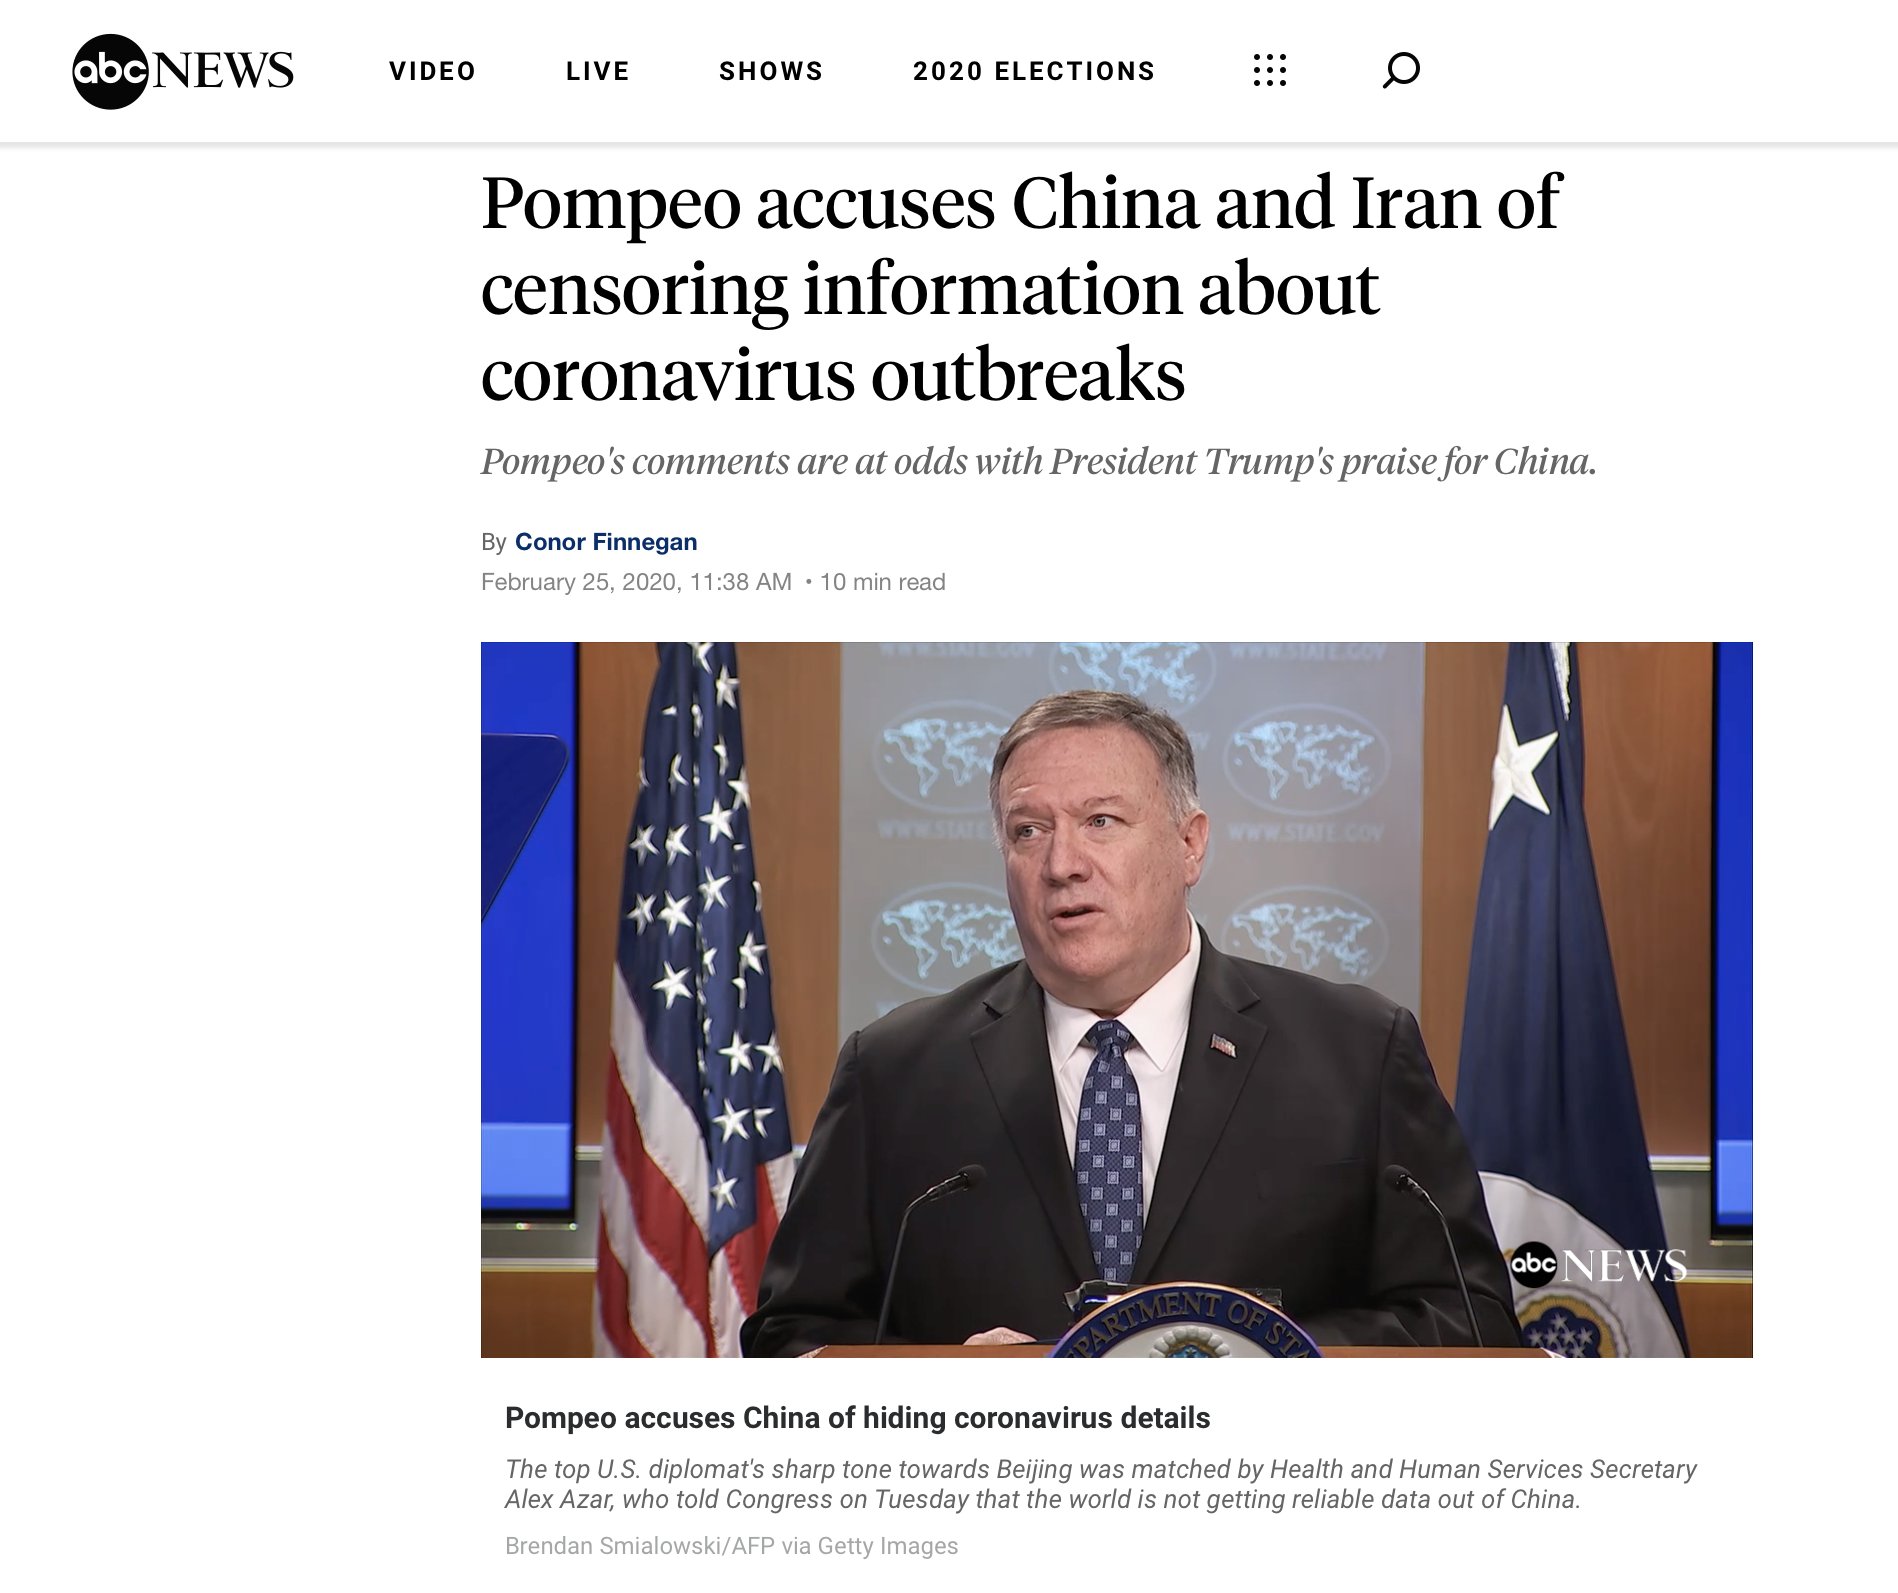 abc NEWS VIDEO LIVE SHOWS 2020 ELECTIONS
Pompeo accuses China and Iran of
censoring information about
coronavirus outbreaks
Pompeo's comments are at odds with President Trump's praise for China.
By Conor Finnegan
February 25, 2020, 11:38 AM • 10 min read
WWW.STATE.GOV WWW.STATE.GOV
WWW.STATE WWW.STATE.GOV
abc NEWS
DEPARTMENT OF STA
Pompeo accuses China of hiding coronavirus details
The top U.S. diplomat's sharp tone towards Beijing was matched by Health and Human Services Secretary
Alex Azar, who told Congress on Tuesday that the world is not getting reliable data out of China.
Brendan Smialowski/AFP via Getty Images